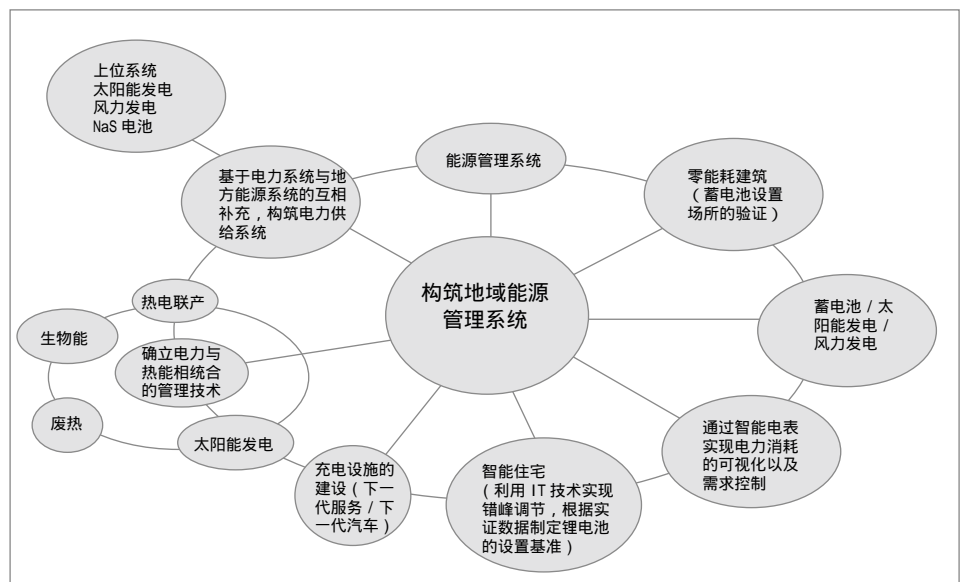 上位系统
太阳能发电
风力发电
NaS 电池
能源管理系统
基于电力系统与地
方能源系统的互相
补充，构筑电力供
给系统
零能耗建筑
（蓄电池设置
场所的验证）
构筑地域能源
管理系统
热电联产
生物能
蓄电池 / 太
阳能发电 /
风力发电
确立电力与
热能相统合
的管理技术
废热
太阳能发电
通过智能电表
实现电力消耗
的可视化以及
需求控制
充电设施的
建设（下一
代服务 / 下
一代汽车）
智能住宅
（利用 IT 技术实现
错峰调节，根据实
证数据制定锂电池
的设置基准）